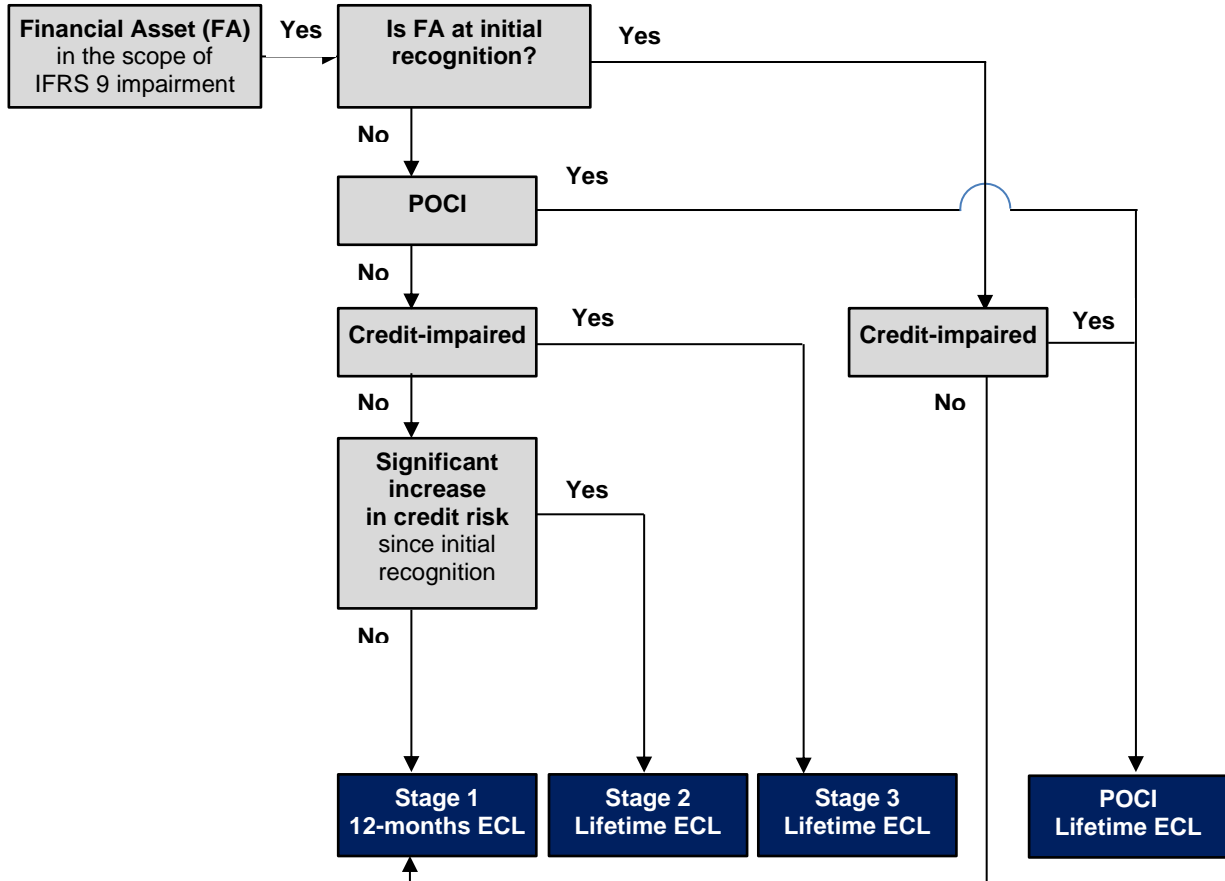 Financial Asset (FA)
in the scope of
IFRS 9 impairment
Yes
Is FA at initial
recognition?
Yes
No
POCI
Yes
No
Credit-impaired
Yes
Credit-impaired
Yes
No
No
Significant
increase
in credit risk
since initial
recognition
Yes
No
Stage 1
12-months ECL
Stage 2
Lifetime ECL
Stage 3
Lifetime ECL
POCI
Lifetime ECL